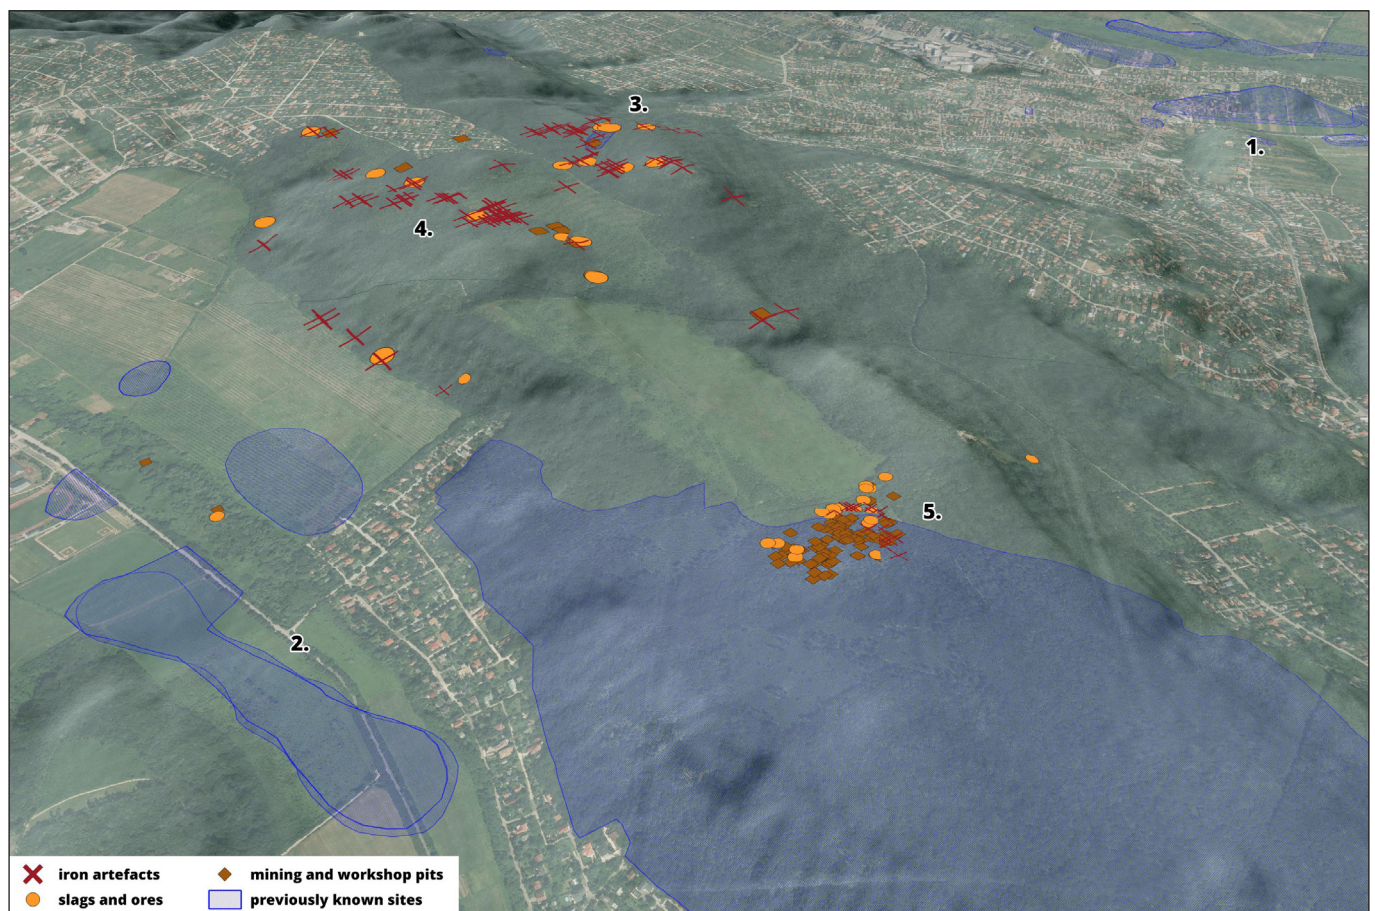 3.
1.
4.
5.
2.
iron artefacts
mining and workshop pits
slags and ores
previously known sites